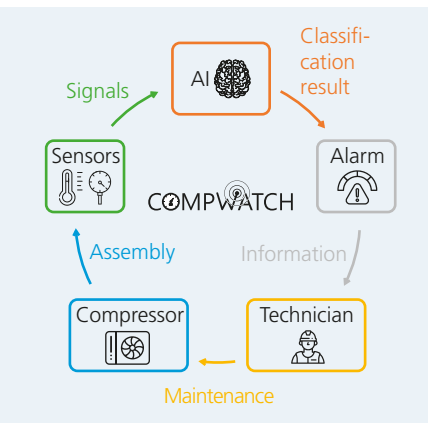 Classifi-
cation
result
AI
Signals
Sensors
Alarm
COMPWATCH
Assembly
Information
Compressor
Technician
Maintenance